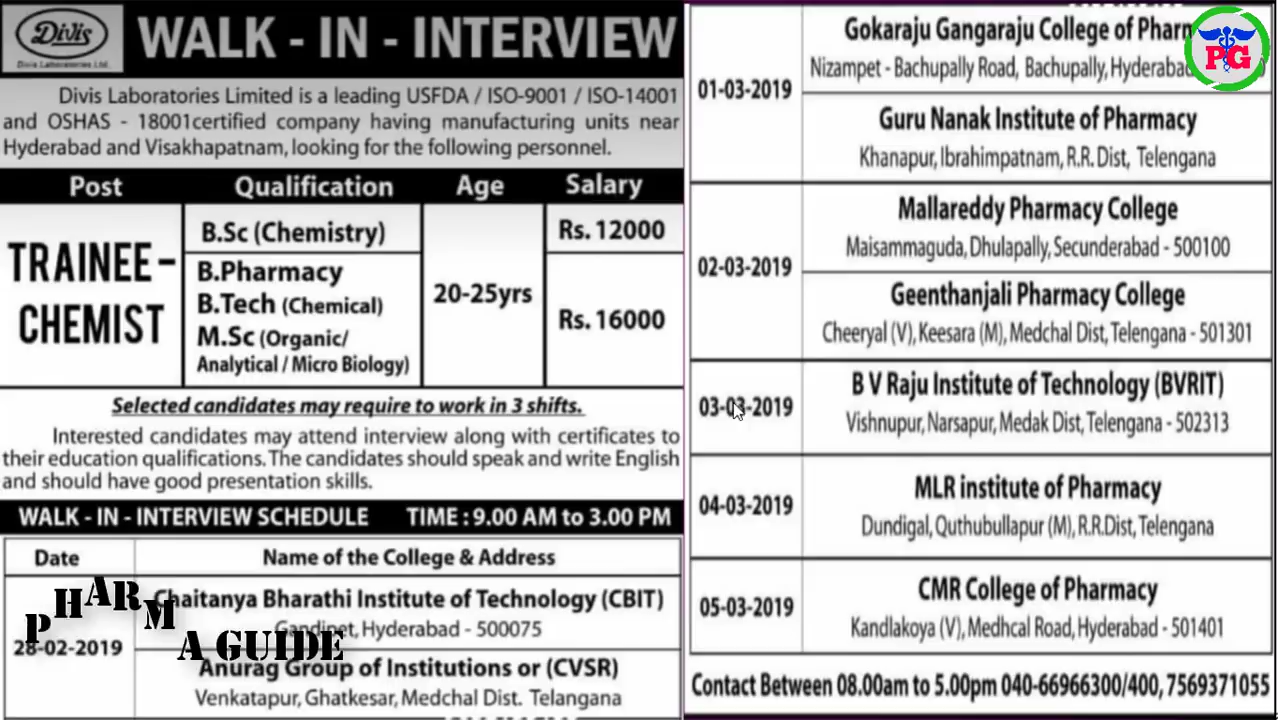 Divis
Divis Laboratories Ltd.
WALK - IN - INTERVIEW
Divis Laboratories Limited is a leading USFDA / ISO-9001 / ISO-14001
and OSHAS - 18001certified company having manufacturing units near
Hyderabad and Visakhapatnam, looking for the following personnel.
Post Qualification Age Salary
TRAINEE -
CHEMIST
B.Sc (Chemistry)
B.Pharmacy
B.Tech (Chemical)
M.Sc (Organic/
Analytical / Micro Biology)
20-25yrs
Rs. 12000
Rs. 16000
Selected candidates may require to work in 3 shifts.
Interested candidates may attend interview along with certificates to
their education qualifications. The candidates should speak and write English
and should have good presentation skills.
WALK - IN - INTERVIEW SCHEDULE TIME : 9.00 AM to 3.00 PM
Date Name of the College & Address
28-02-2019
Chaitanya Bharathi Institute of Technology (CBIT)
Gandipet, Hyderabad - 500075
Anurag Group of Institutions or (CVSR)
Venkatapur, Ghatkesar, Medchal Dist. Telangana
PHARMA GUIDE
01-03-2019
Gokaraju Gangaraju College of Pharm
Nizampet - Bachupally Road, Bachupally, Hyderabad
PG
Guru Nanak Institute of Pharmacy
Khanapur, Ibrahimpatnam, R.R. Dist, Telengana
02-03-2019
Mallareddy Pharmacy College
Maisammaguda, Dhulapally, Secunderabad - 500100
Geenthanjali Pharmacy College
Cheeryal (V), Keesara (M), Medchal Dist, Telengana - 501301
03-03-2019
B V Raju Institute of Technology (BVRIT)
Vishnupur, Narsapur, Medak Dist, Telengana - 502313
04-03-2019
MLR institute of Pharmacy
Dundigal, Quthubullapur (M), R.R.Dist, Telengana
05-03-2019
CMR College of Pharmacy
Kandlakoya (V), Medhcal Road, Hyderabad - 501401
Contact Between 08.00am to 5.00pm 040-66966300/400, 7569371055